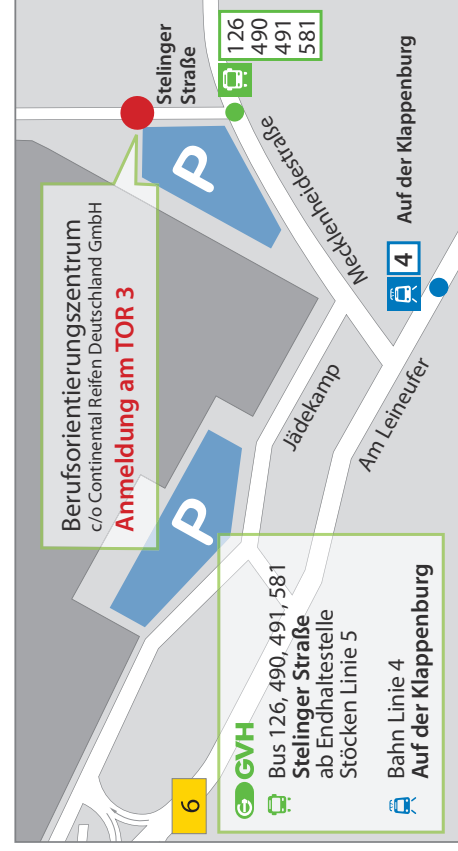 Berufsorientierungszentrum
c/o Continental Reifen Deutschland GmbH
Anmeldung am TOR 3
Stelinger
Straße
126
490
491
581
P
P
Mecklenheidestraße
4
Auf der Klappenburg
Jädekamp
Am Leineufer
6
GVH
Bus 126, 490, 491, 581
Stelinger Straße
ab Endhaltestelle
Stöcken Linie 5
Bahn Linie 4
Auf der Klappenburg